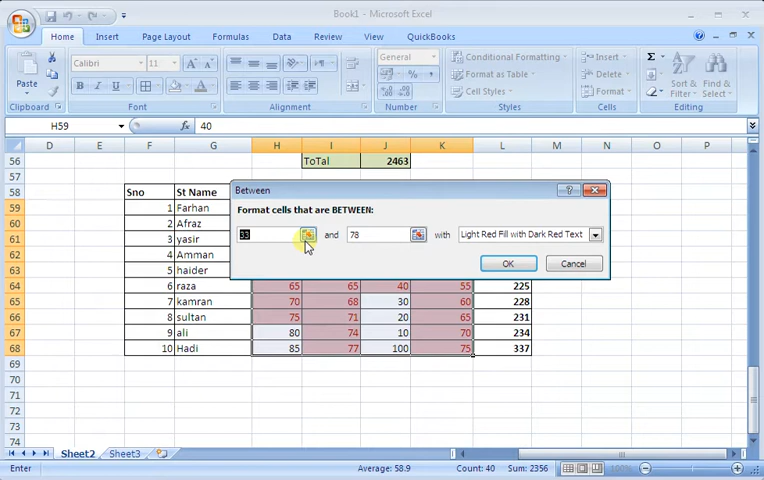 Book1 - Microsoft Excel
Home Insert Page Layout Formulas Data Review View QuickBooks
Paste Calibri 11 General Conditional Formatting Insert Sort & Filter Find & Select
B I U $ % , Format as Table Delete
Cell Styles Format
Clipboard Font Alignment Number Styles Cells Editing
H59 fx 40
D E F G H I J K L M N O P
56 ToTal 2463
57
58 Sno St Name
59 1 Farhan
60 2 Afraz
61 3 yasir
62 4 Amman
63 5 haider
64 6 raza 65 65 40 55 225
65 7 kamran 70 68 30 60 228
66 8 sultan 75 71 20 65 231
67 9 ali 80 74 10 70 234
68 10 Hadi 85 77 100 75 337
69
70
71
72
73
74
Between
Format cells that are BETWEEN:
33 and 78 with Light Red Fill with Dark Red Text
OK Cancel
Sheet2 Sheet3
Enter Average: 58.9 Count: 40 Sum: 2356 100%